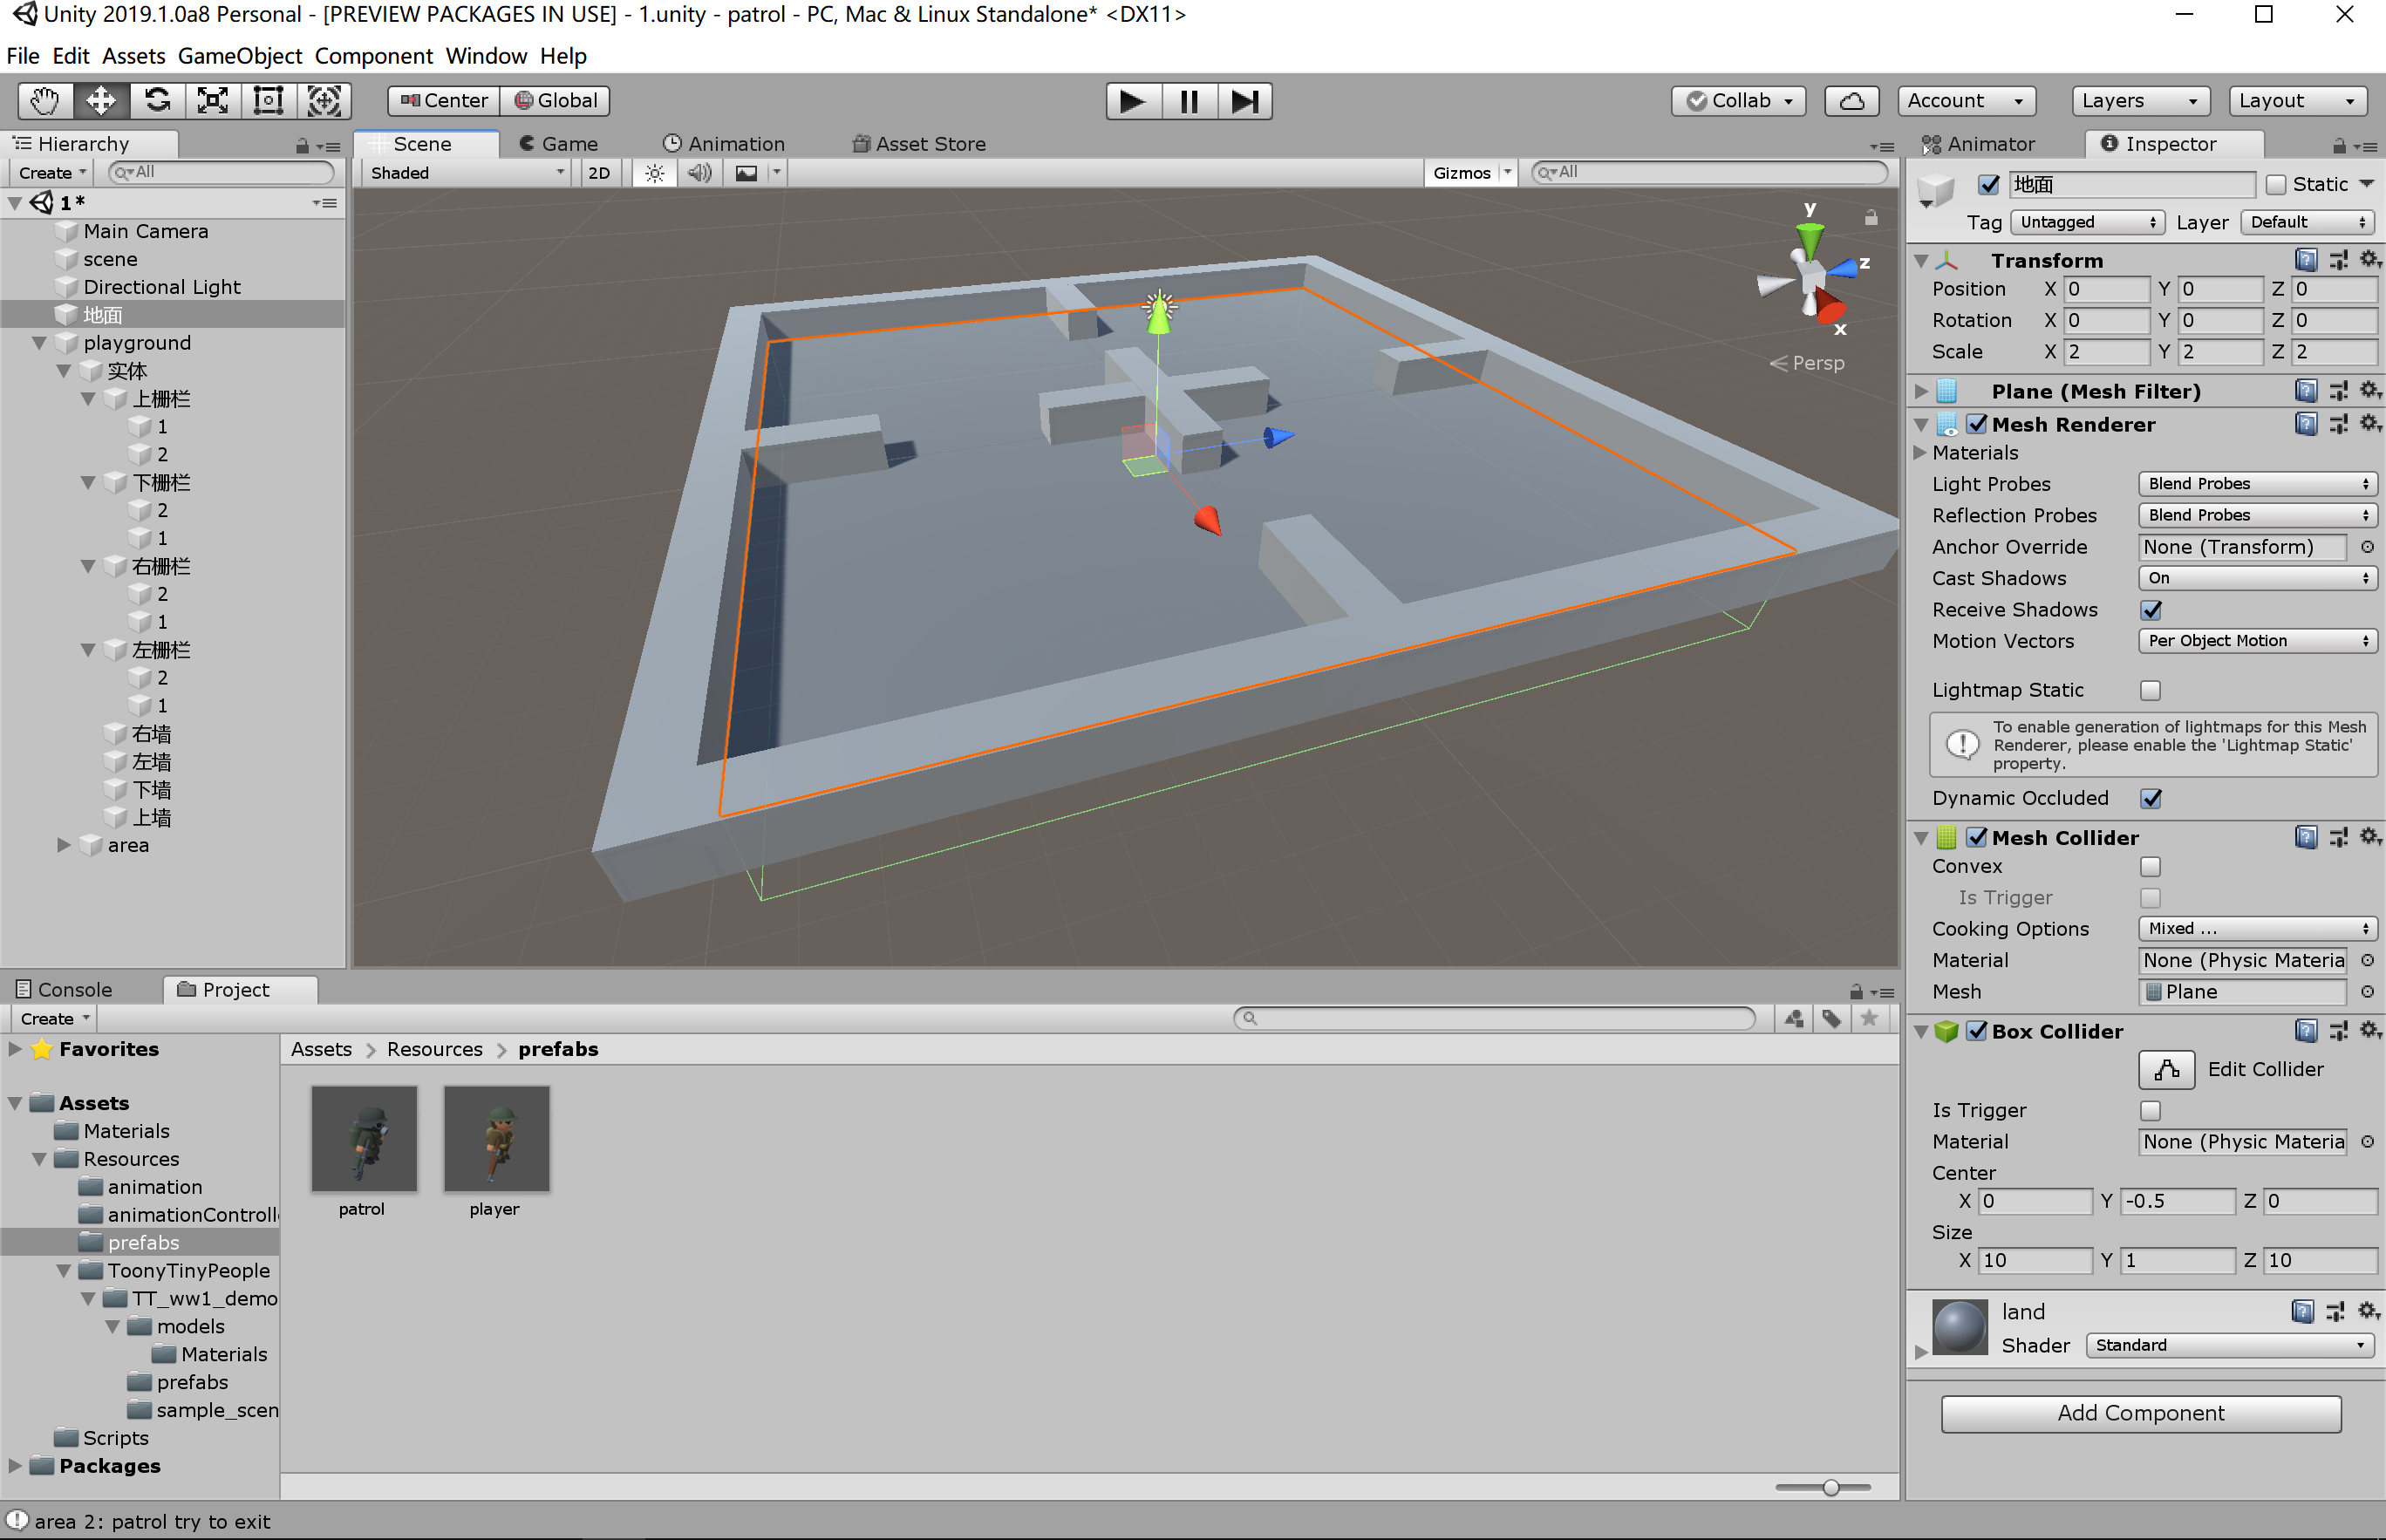 Unity 2019.1.0a8 Personal - [PREVIEW PACKAGES IN USE] - 1.unity - patrol - PC, Mac & Linux Standalone* <DX11>
File Edit Assets GameObject Component Window Help
Center Global Collab Account Layers Layout
Hierarchy
Create All
1*
Main Camera
scene
Directional Light
地面
playground
实体
上栅栏
1
2
下栅栏
2
1
右栅栏
2
1
左栅栏
2
1
右墙
左墙
下墙
上墙
area
Scene Game Animation Asset Store
Shaded 2D Gizmos All
y
z
x
Persp
Animator Inspector
地面 Static
Tag Untagged Layer Default
Transform
Position X 0 Y 0 Z 0
Rotation X 0 Y 0 Z 0
Scale X 2 Y 2 Z 2
Plane (Mesh Filter)
Mesh Renderer
Materials
Light Probes Blend Probes
Reflection Probes Blend Probes
Anchor Override None (Transform)
Cast Shadows On
Receive Shadows
Motion Vectors Per Object Motion
Lightmap Static
To enable generation of lightmaps for this Mesh
Renderer, please enable the 'Lightmap Static'
property.
Dynamic Occluded
Mesh Collider
Convex
Is Trigger
Cooking Options Mixed ...
Material None (Physic Materia
Mesh Plane
Box Collider
Edit Collider
Is Trigger
Material None (Physic Materia
Center
X 0 Y -0.5 Z 0
Size
X 10 Y 1 Z 10
land
Shader Standard
Add Component
Console Project
Create
Favorites
Assets
Materials
Resources
animation
animationControll
prefabs
ToonyTinyPeople
TT_ww1_demo
models
Materials
prefabs
sample_scen
Scripts
Packages
Assets Resources prefabs
patrol player
area 2: patrol try to exit